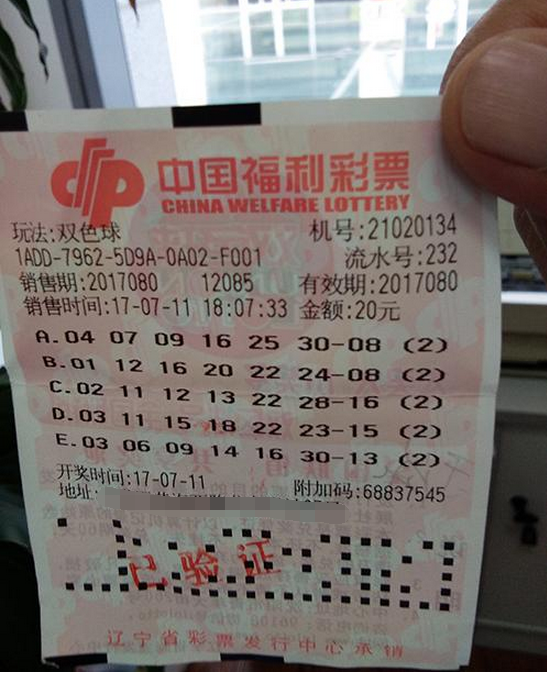 中国福利彩票
CHINA WELFARE LOTTERY
玩法:双色球 机号:21020134
1ADD-7962-5D9A-0A02-F001 流水号:232
销售期:2017080 12085 有效期:2017080
销售时间:17-07-11 18:07:33 金额:20元
A.04 07 09 16 25 30-08 (2)
B.01 12 16 20 22 24-08 (2)
C.02 11 12 13 22 28-16 (2)
D.03 11 15 18 22 23-15 (2)
E.03 06 09 14 16 30-13 (2)
开奖时间:17-07-11 附加码:68837545
地址:
已验证
辽宁省彩票发行中心承销